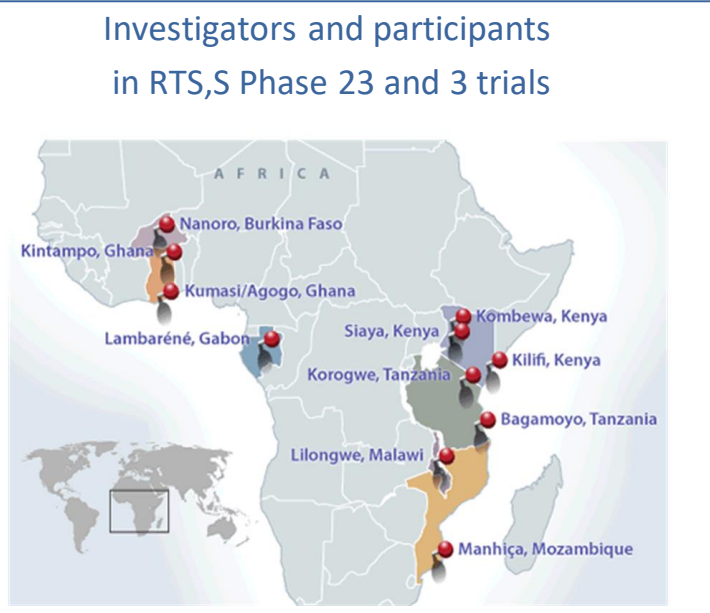 Investigators and participants
in RTS,S Phase 23 and 3 trials
AFRICA
Nanoro, Burkina Faso
Kintampo, Ghana
Kumasi/Agogo, Ghana
Kombewa, Kenya
Siaya, Kenya
Lambaréné, Gabon
Kilifi, Kenya
Korogwe, Tanzania
Bagamoyo, Tanzania
Lilongwe, Malawi
Manhiça, Mozambique